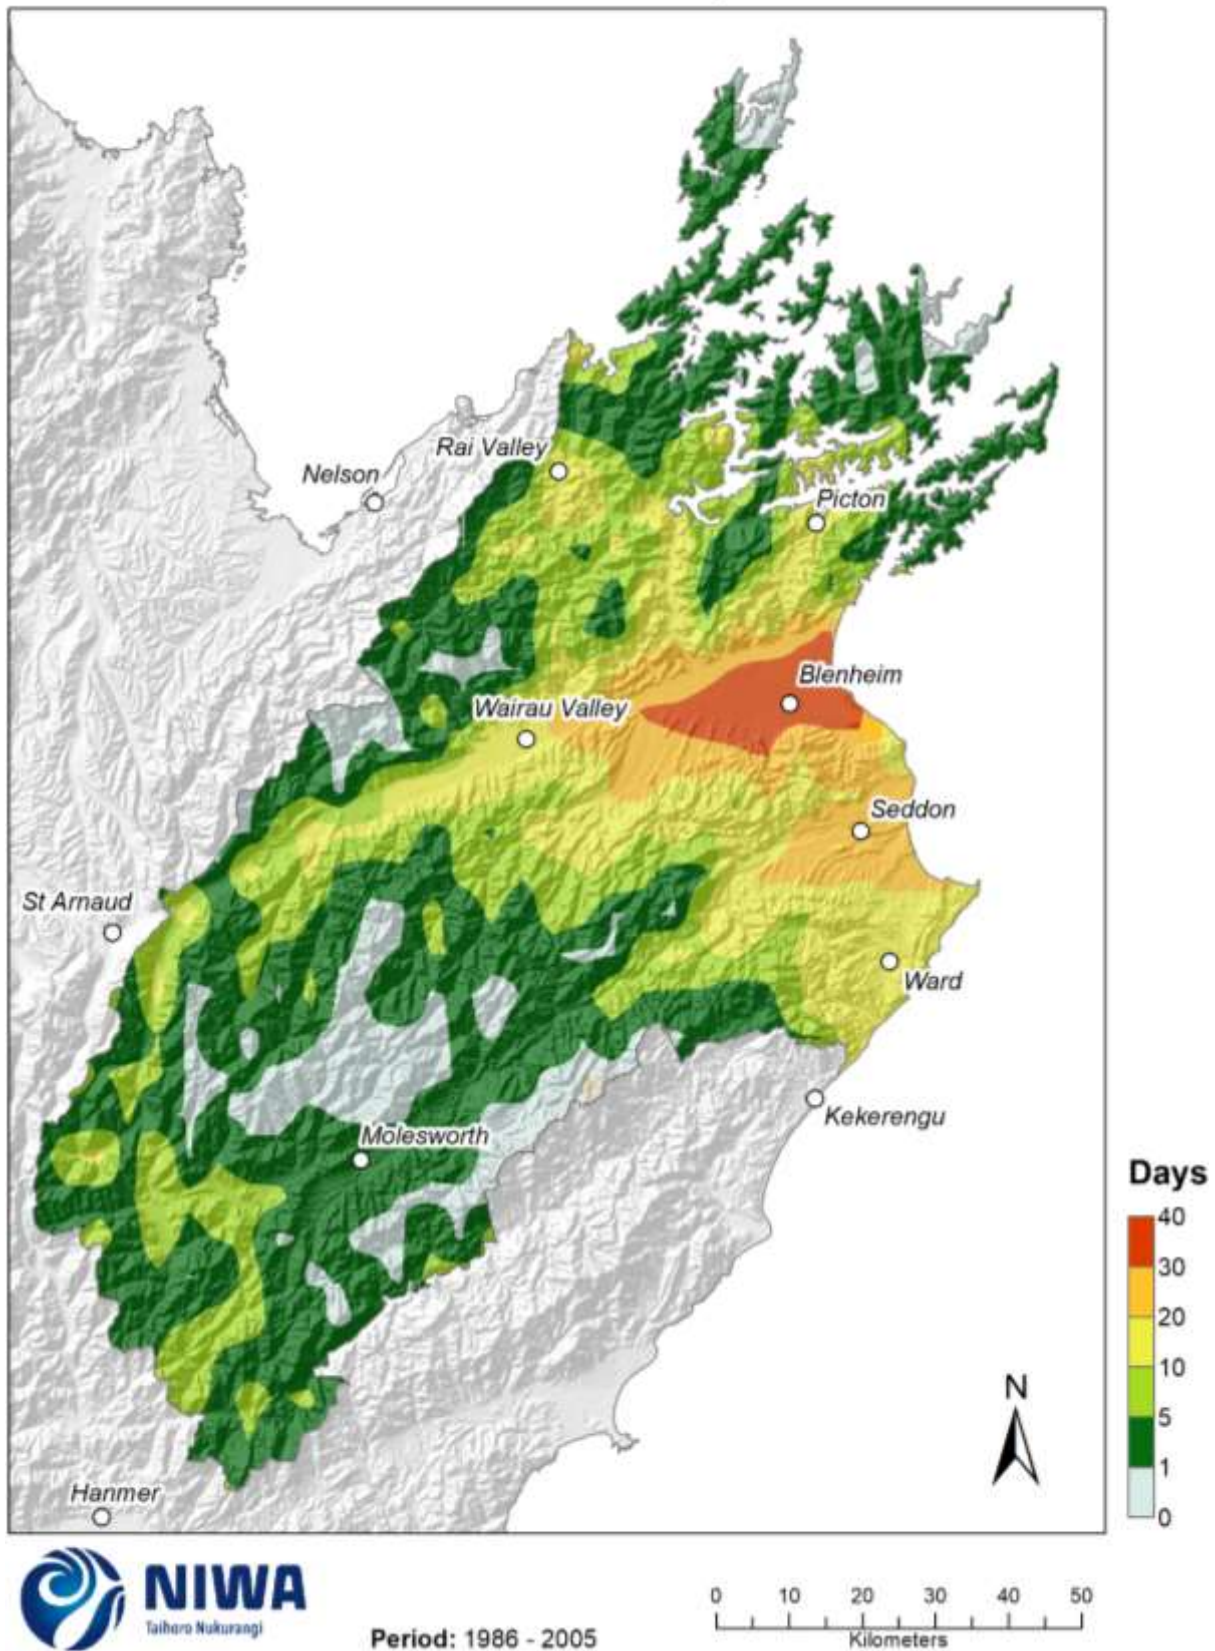 Rai Valley
Nelson
Picton
Blenheim
Wairau Valley
Seddon
St Arnaud
Ward
Kekerengu
Molesworth
Days
40
30
20
10
5
1
0
N
Hanmer
NIWA
Taihoro Nukurangi
Period: 1986 - 2005
0 10 20 30 40 50
Kilometers